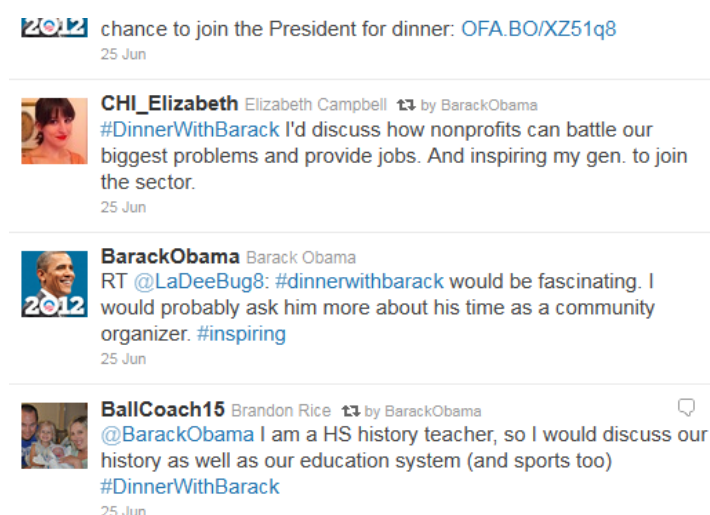 2012 chance to join the President for dinner: OFA.BO/XZ51q8
25 Jun
CHI_Elizabeth Elizabeth Campbell by BarackObama
#DinnerWithBarack I'd discuss how nonprofits can battle our
biggest problems and provide jobs. And inspiring my gen. to join
the sector.
25 Jun
BarackObama Barack Obama
RT @LaDeeBug8: #dinnerwithbarack would be fascinating. I
2012 would probably ask him more about his time as a community
organizer. #inspiring
25 Jun
BallCoach15 Brandon Rice by BarackObama
@BarackObama I am a HS history teacher, so I would discuss our
history as well as our education system (and sports too)
#DinnerWithBarack
25 Jun